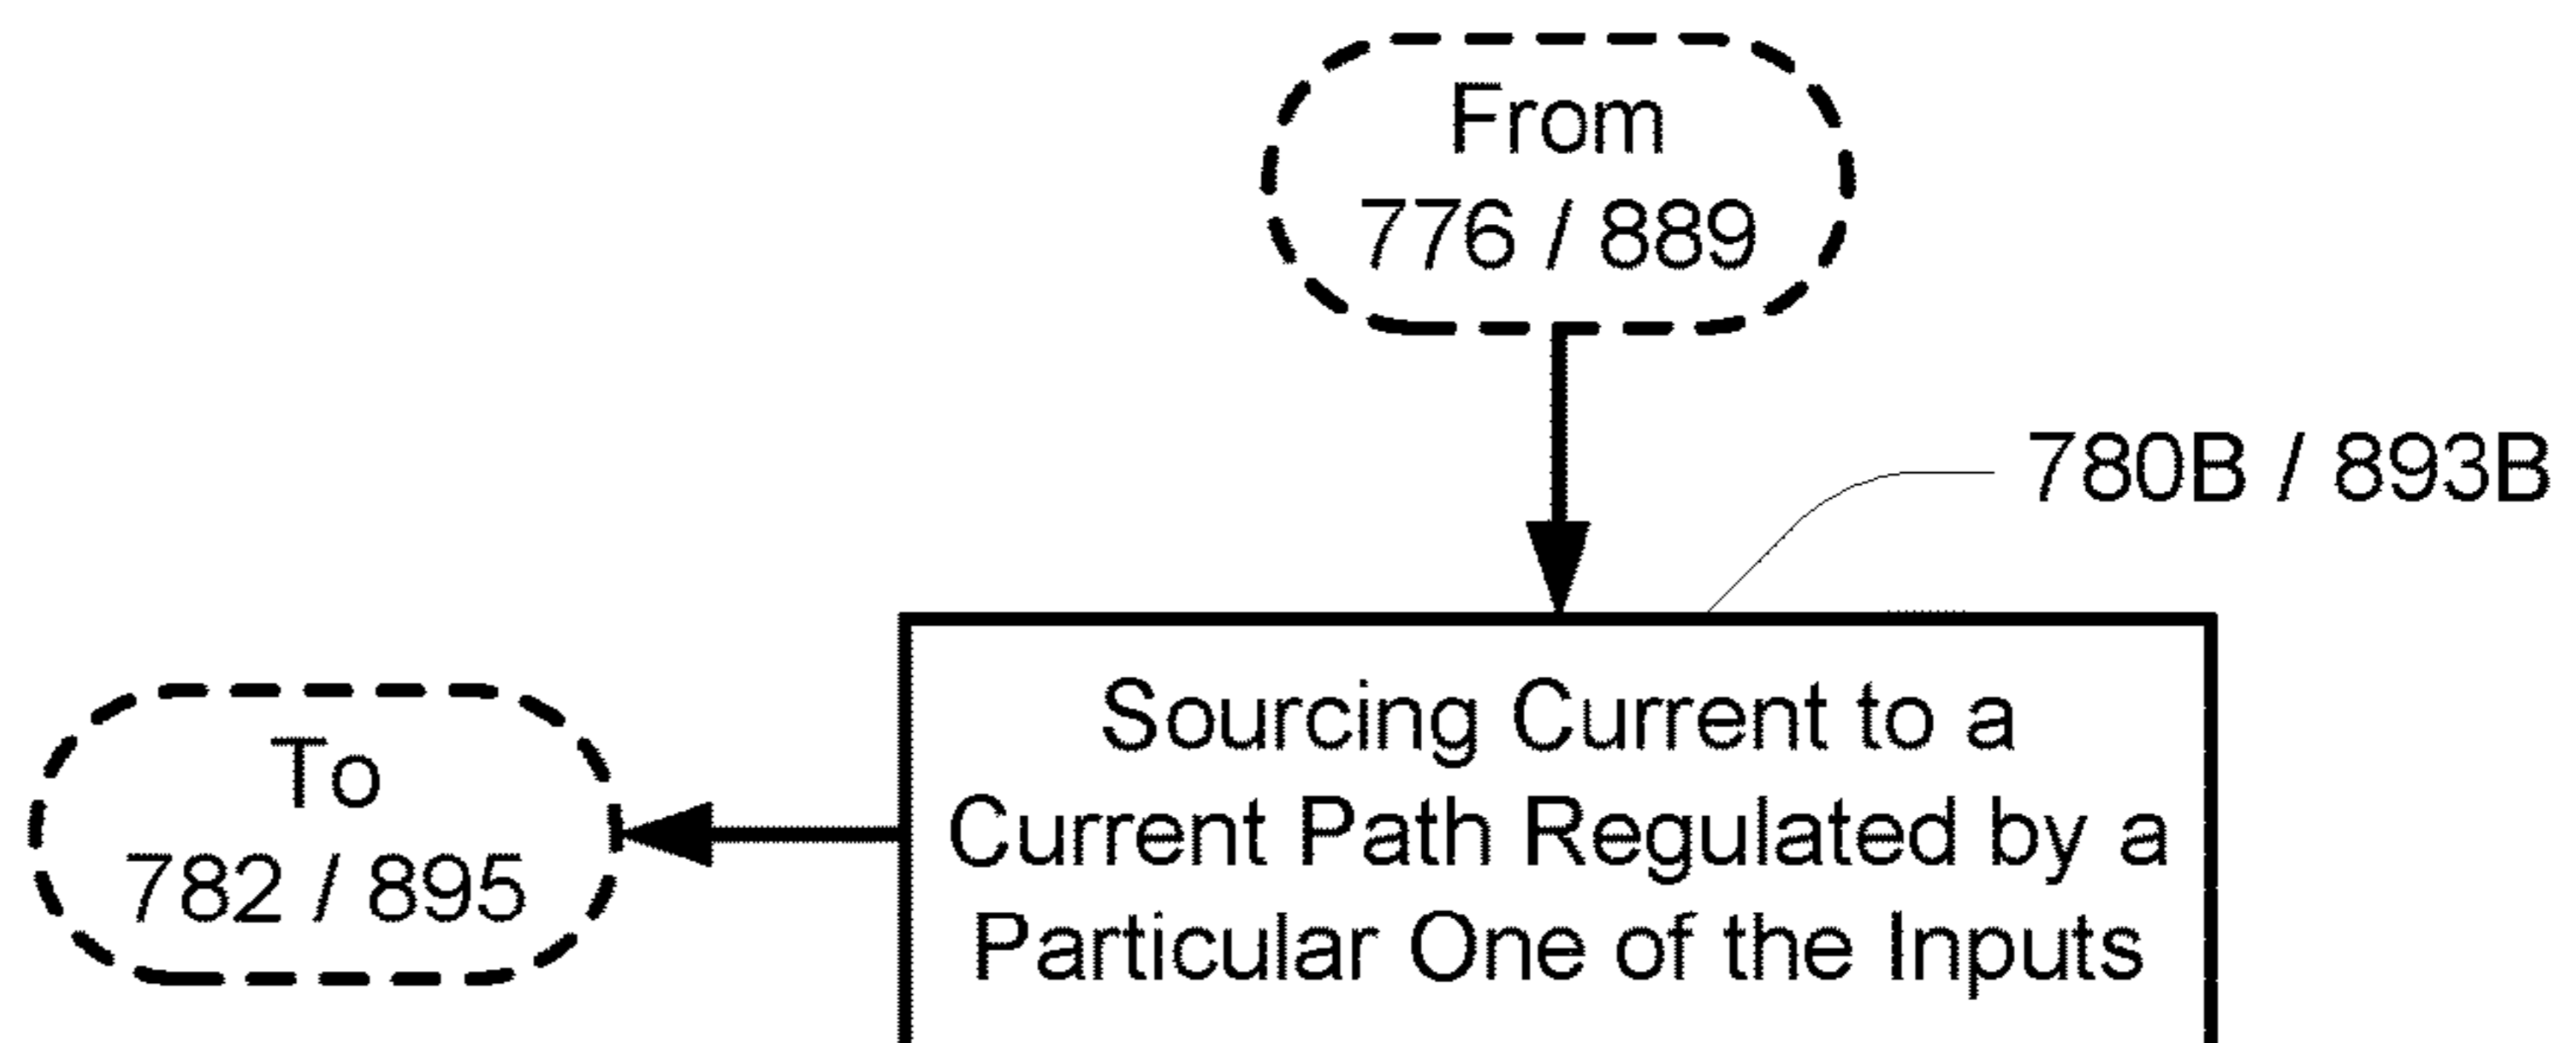 From
776 / 889
780B / 893B
Sourcing Current to a
Current Path Regulated by a
Particular One of the Inputs
To
782 / 895